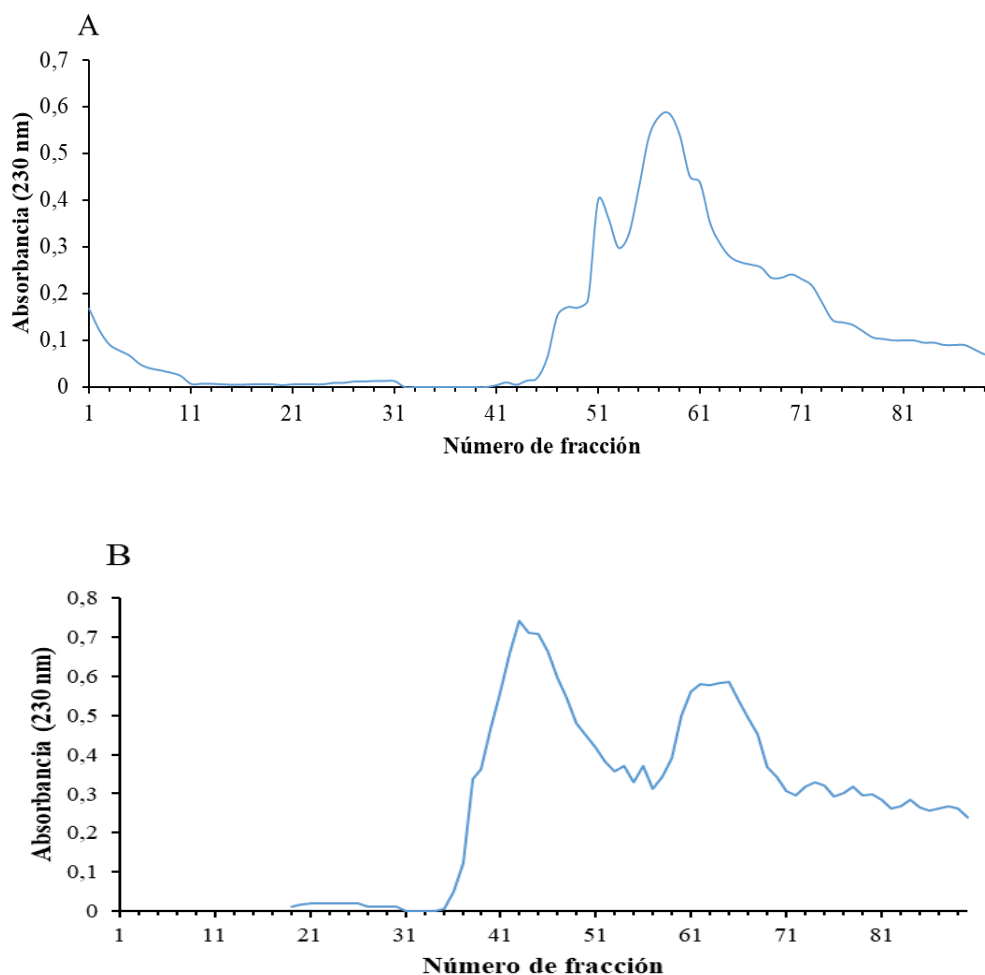 A
0,7
0,6
0,5
0,4
0,3
0,2
0,1
0
Absorbancia (230 nm)
1 11 21 31 41 51 61 71 81
Número de fracción
B
0,8
0,7
0,6
0,5
0,4
0,3
0,2
0,1
0
Absorbancia (230 nm)
1 11 21 31 41 51 61 71 81
Número de fracción